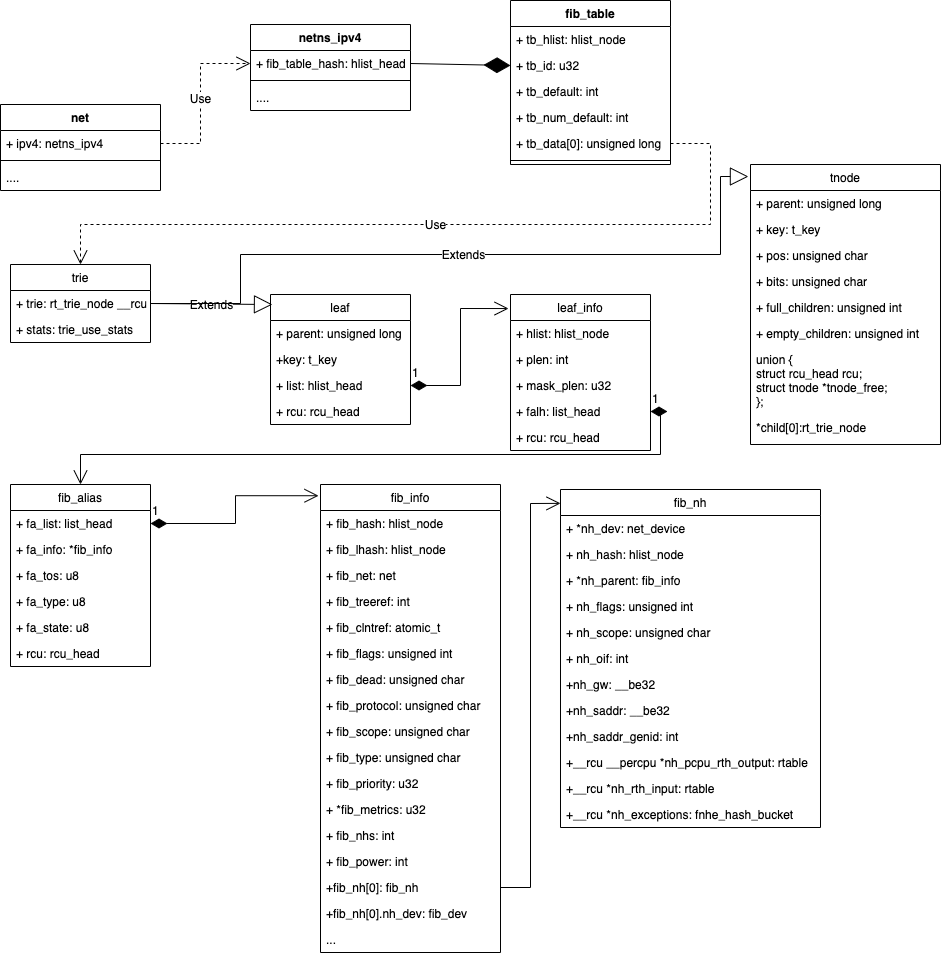 fib_table
+ tb_hlist: hlist_node
+ tb_id: u32
+ tb_default: int
+ tb_num_default: int
+ tb_data[0]: unsigned long
netns_ipv4
+ fib_table_hash: hlist_head
....
Use
net
+ ipv4: netns_ipv4
....
tnode
+ parent: unsigned long
+ key: t_key
+ pos: unsigned char
+ bits: unsigned char
+ full_children: unsigned int
+ empty_children: unsigned int
union {
struct rcu_head rcu;
struct tnode *tnode_free;
};
*child[0]:rt_trie_node
Use
Extends
trie
+ trie: rt_trie_node __rcu
+ stats: trie_use_stats
Extends
leaf
+ parent: unsigned long
+key: t_key
+ list: hlist_head
+ rcu: rcu_head
1
leaf_info
+ hlist: hlist_node
+ plen: int
+ mask_plen: u32
+ falh: list_head
+ rcu: rcu_head
1
fib_alias
+ fa_list: list_head
+ fa_info: *fib_info
+ fa_tos: u8
+ fa_type: u8
+ fa_state: u8
+ rcu: rcu_head
1
fib_info
+ fib_hash: hlist_node
+ fib_lhash: hlist_node
+ fib_net: net
+ fib_treeref: int
+ fib_clntref: atomic_t
+ fib_flags: unsigned int
+ fib_dead: unsigned char
+ fib_protocol: unsigned char
+ fib_scope: unsigned char
+ fib_type: unsigned char
+ fib_priority: u32
+ *fib_metrics: u32
+ fib_nhs: int
+ fib_power: int
+fib_nh[0]: fib_nh
+fib_nh[0].nh_dev: fib_dev
...
fib_nh
+ *nh_dev: net_device
+ nh_hash: hlist_node
+ *nh_parent: fib_info
+ nh_flags: unsigned int
+ nh_scope: unsigned char
+ nh_oif: int
+nh_gw: __be32
+nh_saddr: __be32
+nh_saddr_genid: int
+__rcu __percpu *nh_pcpu_rth_output: rtable
+__rcu *nh_rth_input: rtable
+__rcu *nh_exceptions: fnhe_hash_bucket